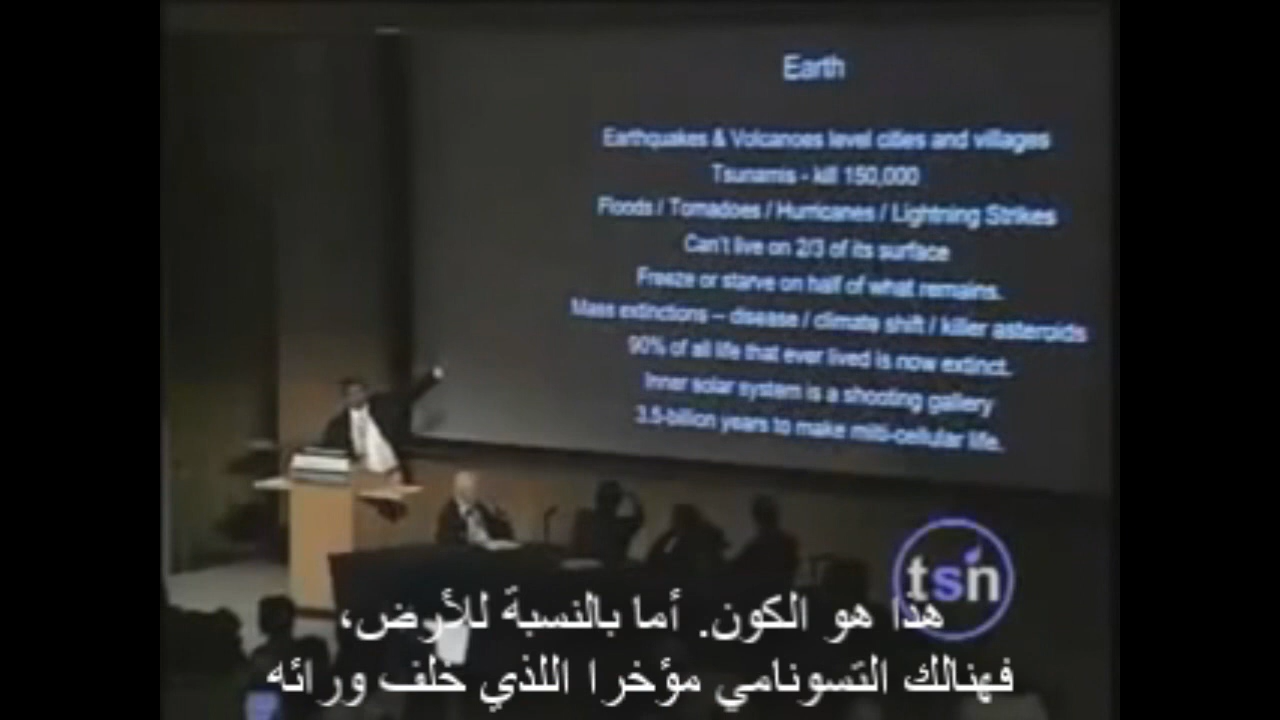 Earth
Earthquakes & Volcanoes level cities and villages
Tsunamis - kill 150,000
Floods / Tornadoes / Hurricanes / Lightning Strikes
Can't live on 2/3 of its surface
Freeze or starve on half of what remains.
Mass extinctions – disease / climate shift / killer asteroids
90% of all life that ever lived is now extinct.
Inner solar system is a shooting gallery
3.5-billion years to make mlti-cellular life.
tsn
هذا هو الكون. أما بالنسبة للأرض،
فهنالك التسونامي مؤخرا اللذي خلف ورائه